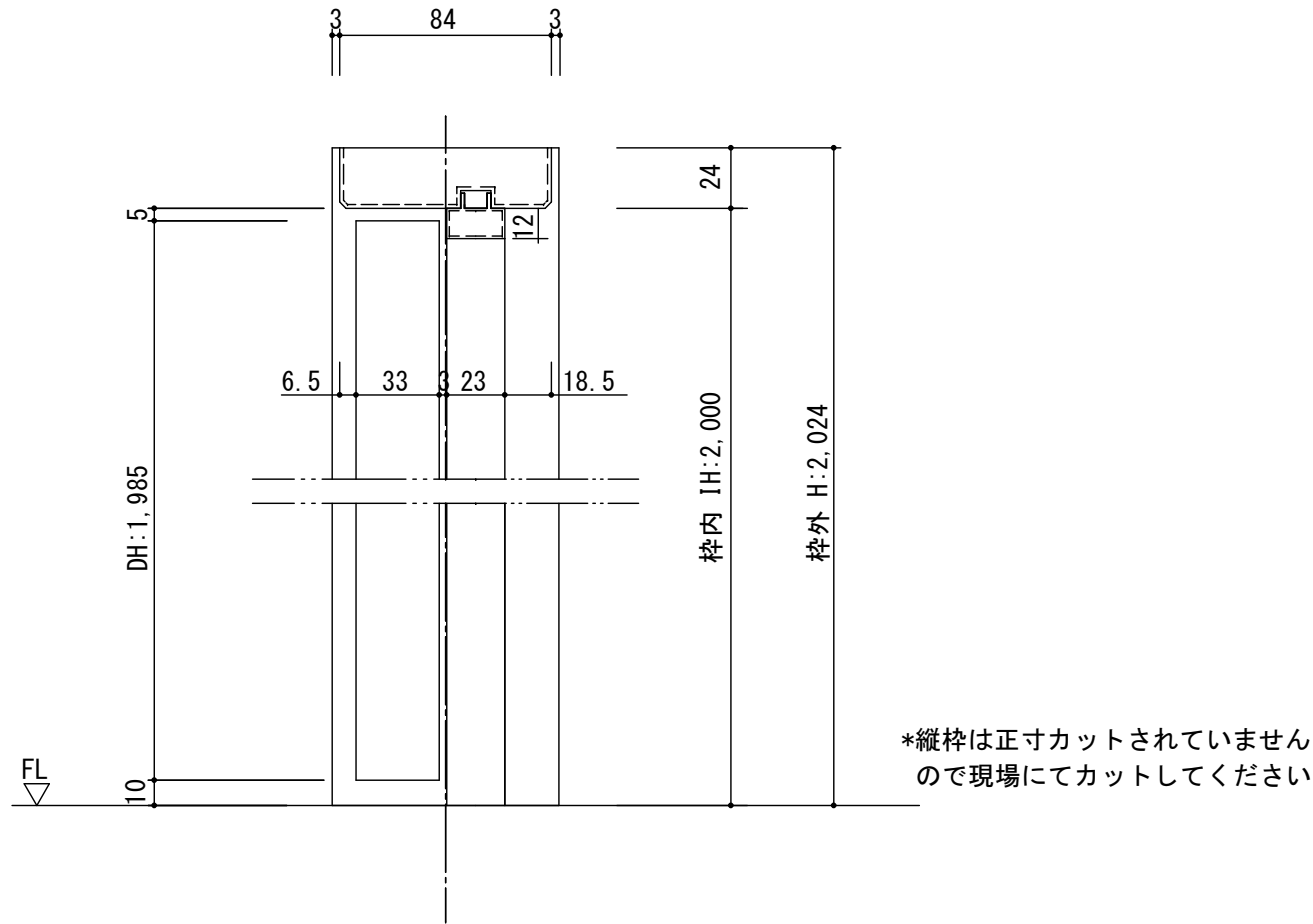 3 84 3
24
5
12
6.5 33 3 23 18.5
DH:1,985
枠内 IH:2,000
枠外 H:2,024
*縦枠は正寸カットされていません
ので現場にてカットしてください
FL
10